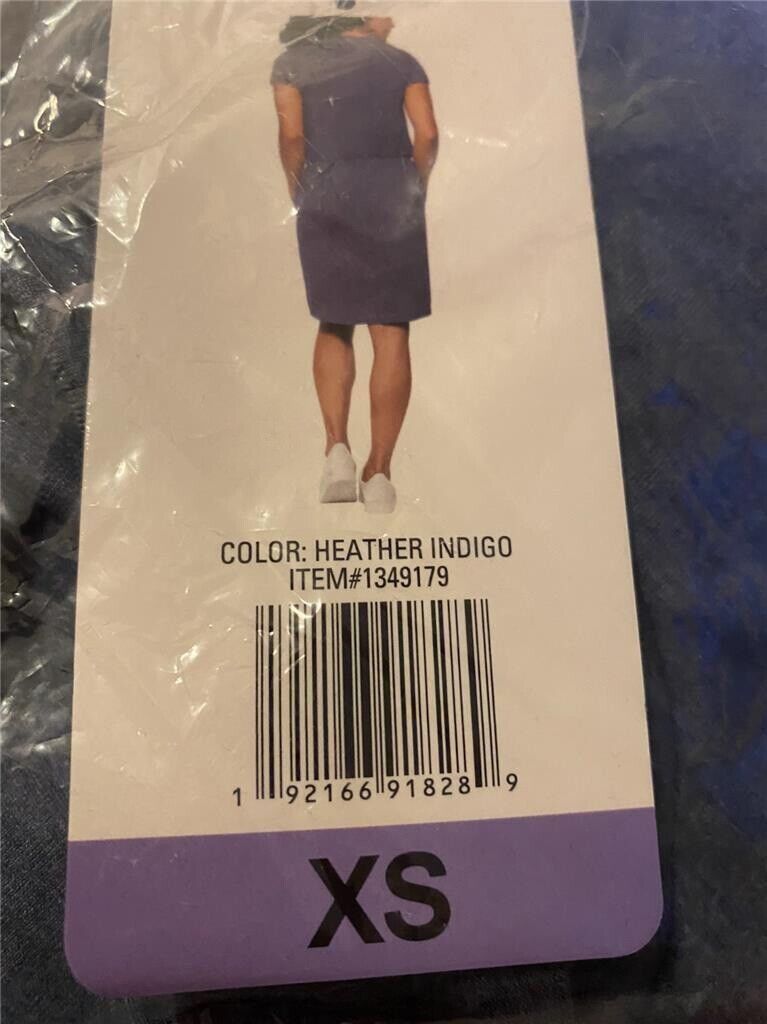 COLOR: HEATHER INDIGO
ITEM#1349179
1 92166 91828 9
XS